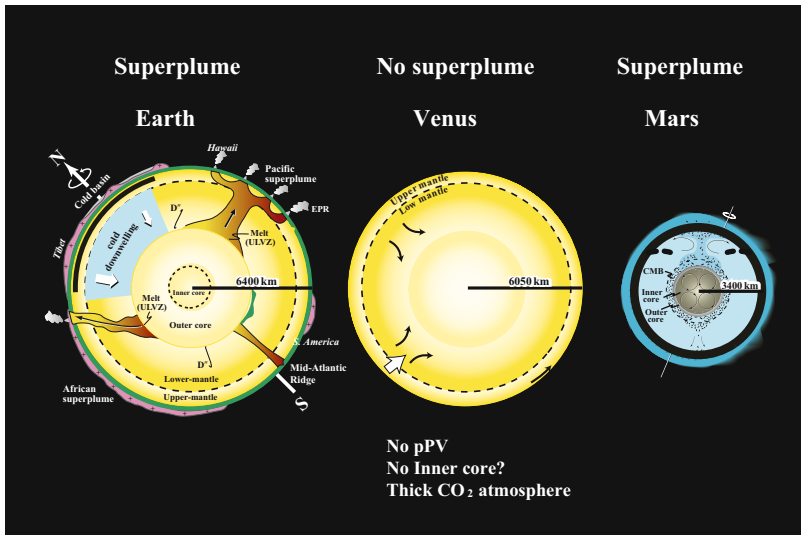 Superplume
No superplume
Superplume
Earth
Venus
Mars
N
Cold basin
Tibet
cold
downwelling
Hawaii
Pacific
superplume
EPR
D"
Melt
(ULVZ)
6400 km
Inner core
Melt
(ULVZ)
Outer core
D"
S. America
Mid-Atlantic
Ridge
S
Lower-mantle
Upper-mantle
African
superplume
Upper mantle
Low mantle
6050 km
CMB
Inner
core
Outer
core
3400 km
No pPV
No Inner core?
Thick CO₂ atmosphere